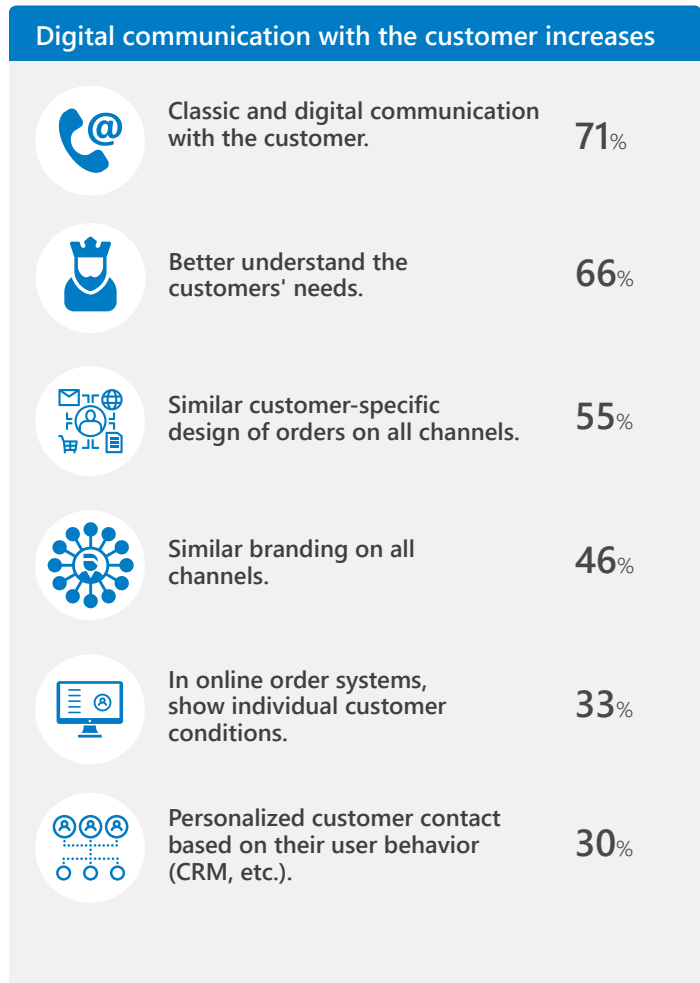 Digital communication with the customer increases
@
Classic and digital communication
with the customer.
71%
Better understand the
customers' needs.
66%
Similar customer-specific
design of orders on all channels.
55%
Similar branding on all
channels.
46%
In online order systems,
show individual customer
conditions.
33%
Personalized customer contact
based on their user behavior
(CRM, etc.).
30%